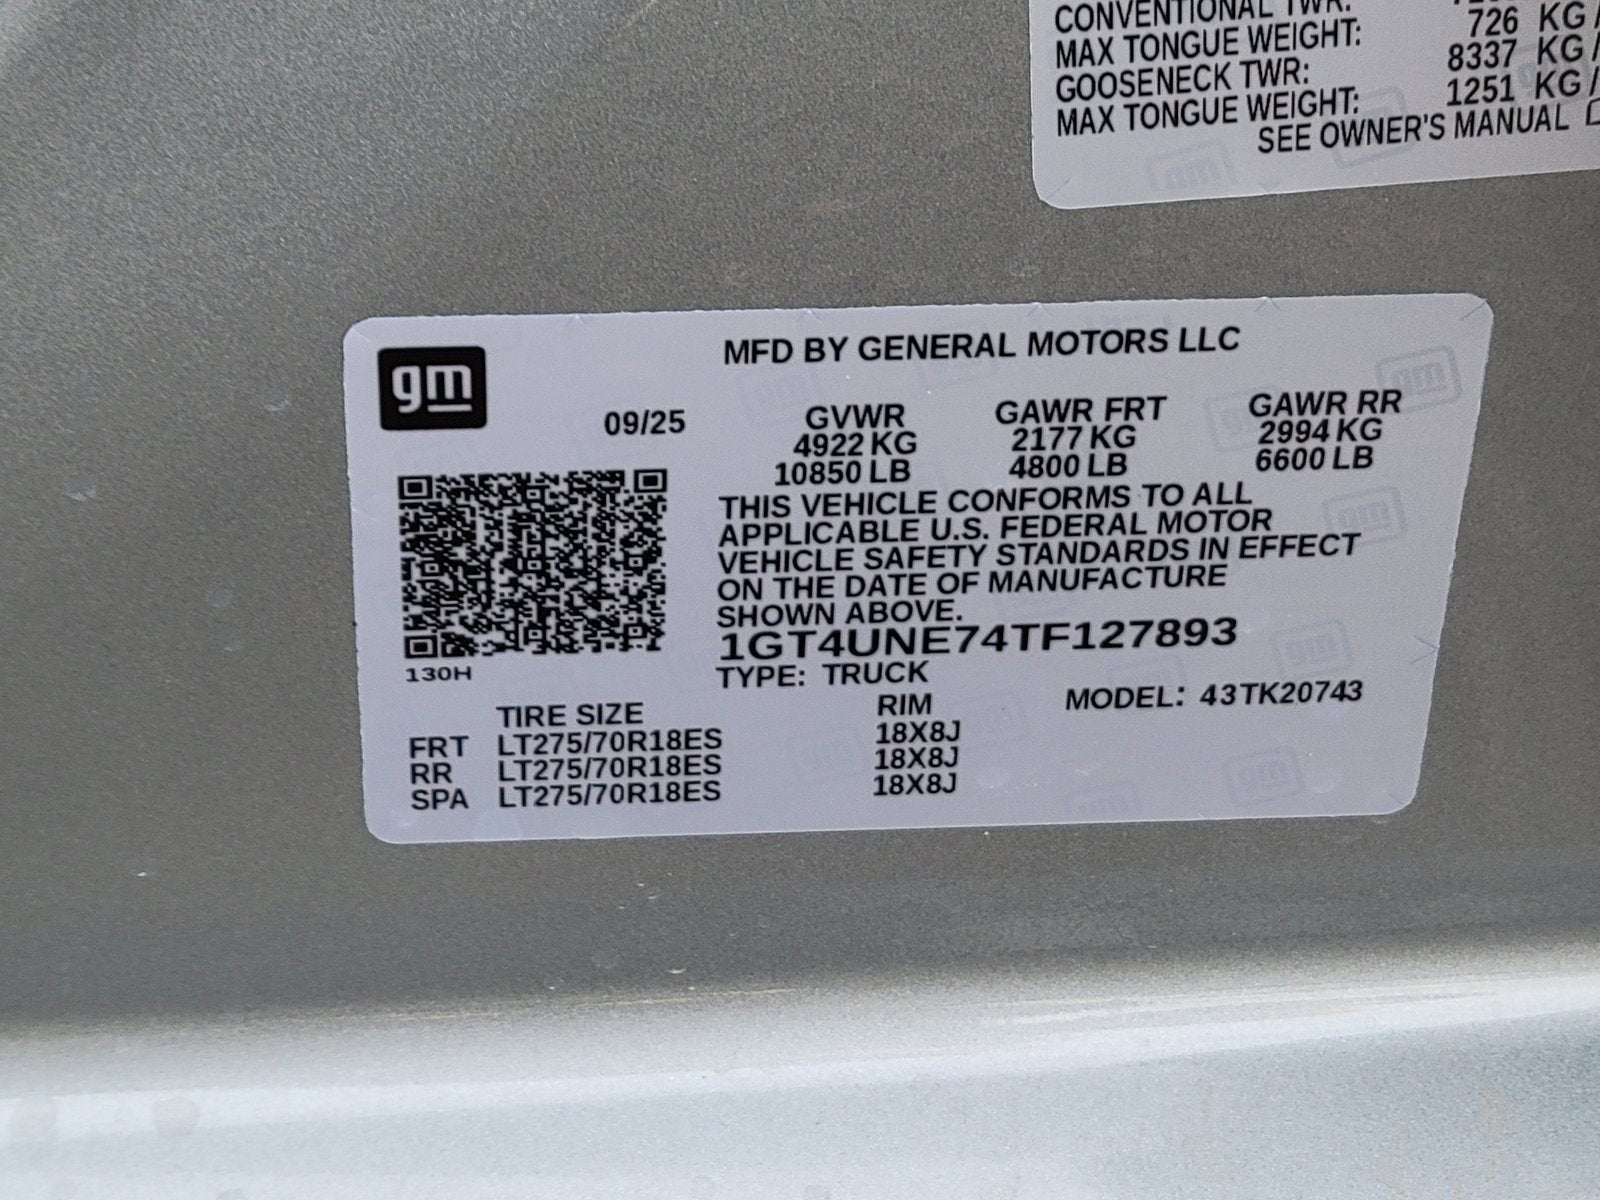 CONVENTIONAL TWR:
MAX TONGUE WEIGHT: 726 KG/
GOOSENECK TWR: 8337 KG/
MAX TONGUE WEIGHT: 1251 KG/
SEE OWNER'S MANUAL
gm
MFD BY GENERAL MOTORS LLC
09/25 GVWR GAWR FRT GAWR RR
4922 KG 2177 KG 2994 KG
10850 LB 4800 LB 6600 LB
THIS VEHICLE CONFORMS TO ALL
APPLICABLE U.S. FEDERAL MOTOR
VEHICLE SAFETY STANDARDS IN EFFECT
ON THE DATE OF MANUFACTURE
SHOWN ABOVE.
1GT4UNE74TF127893
130H
TYPE: TRUCK
MODEL: 43TK20743
TIRE SIZE RIM
FRT LT275/70R18ES 18X8J
RR LT275/70R18ES 18X8J
SPA LT275/70R18ES 18X8J